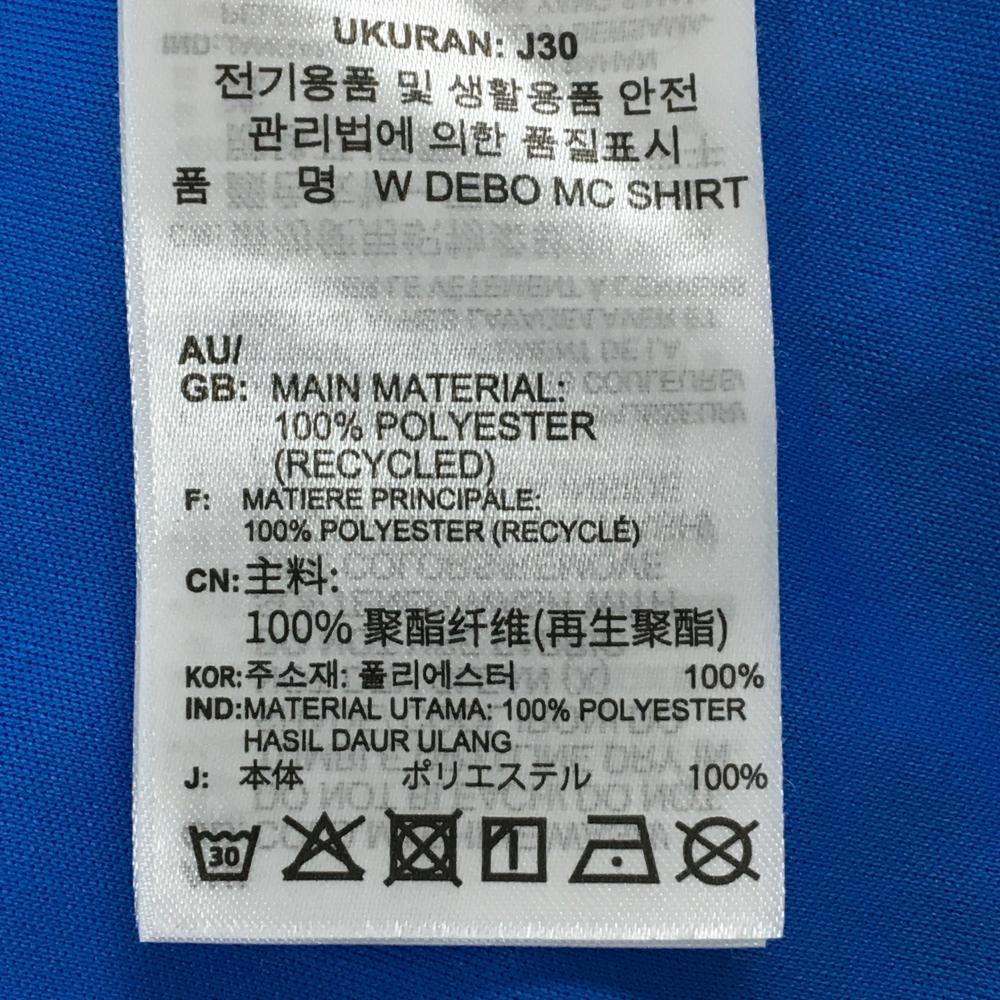 UKURAN: J30
전기용품 및 생활용품 안전
관리법에 의한 품질표시
품 명 W DEBO MC SHIRT
AU/
GB: MAIN MATERIAL:
100% POLYESTER
(RECYCLED)
F: MATIERE PRINCIPALE:
100% POLYESTER (RECYCLÉ)
CN: 主料:
100% 聚酯纤维(再生聚酯)
KOR: 주소재: 폴리에스터 100%
IND: MATERIAL UTAMA: 100% POLYESTER
HASIL DAUR ULANG
J: 本体 ポリエステル 100%
30